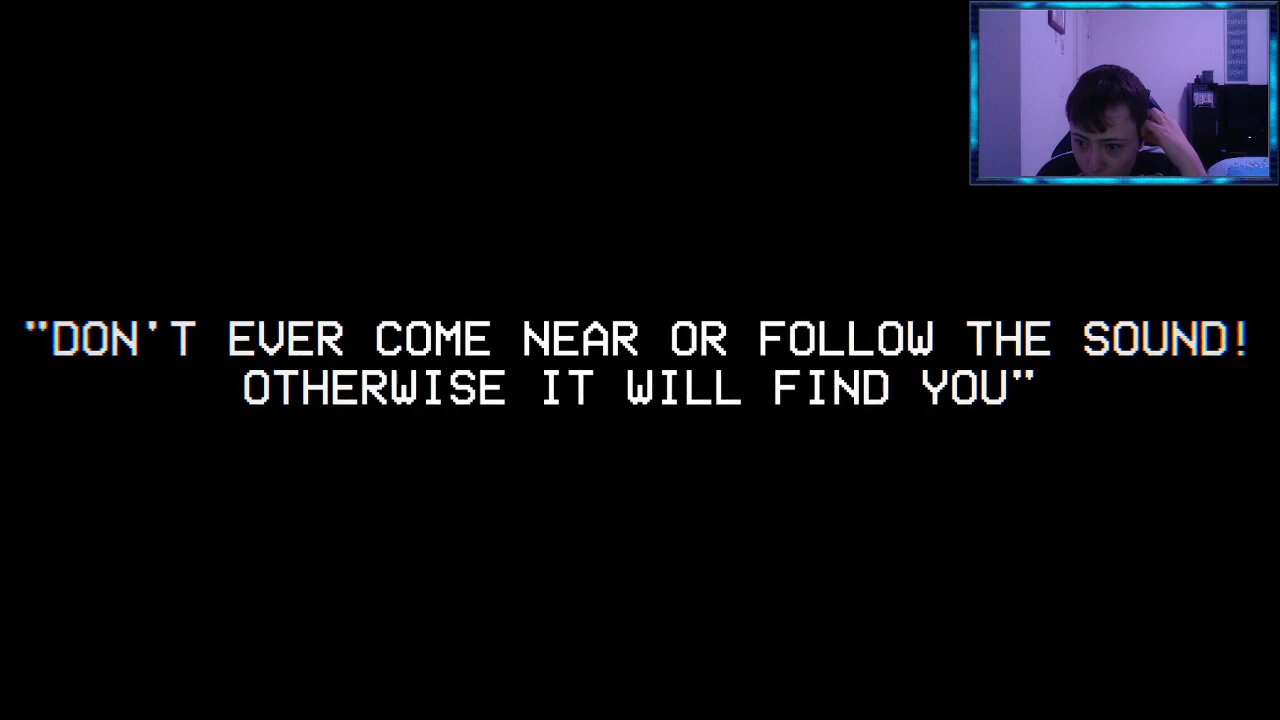 "DON'T EVER COME NEAR OR FOLLOW THE SOUND!
OTHERWISE IT WILL FIND YOU"